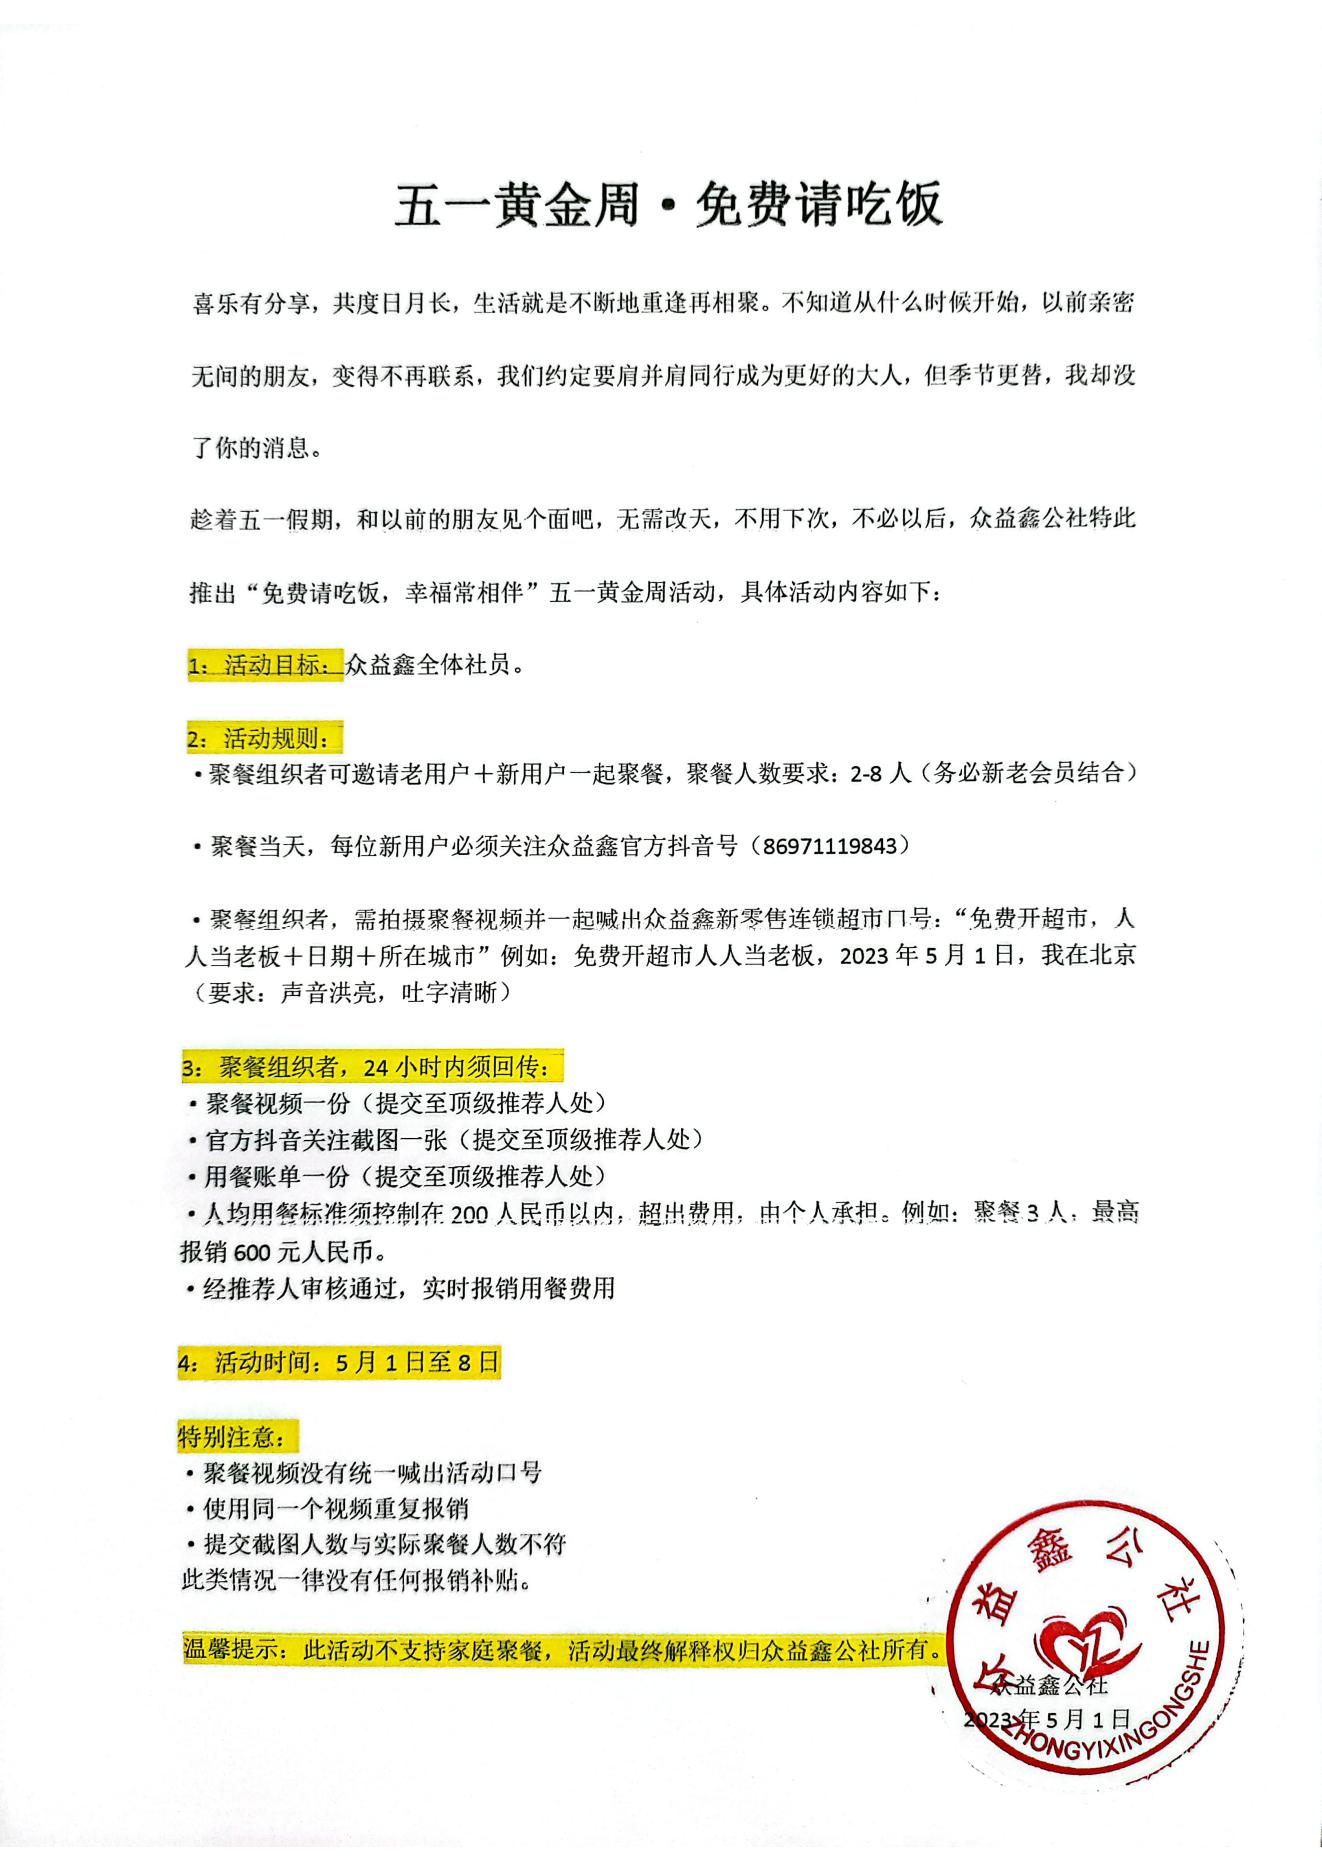 五一黄金周·免费请吃饭
喜乐有分享，共度日月长，生活就是不断地重逢再相聚。不知道从什么时候开始，以前亲密
无间的朋友，变得不再联系，我们约定要肩并肩同行成为更好的大人，但季节更替，我却没
了你的消息。
趁着五一假期，和以前的朋友见个面吧，无需改天，不用下次，不必以后，众益鑫公社特此
推出“免费请吃饭，幸福常相伴”五一黄金周活动，具体活动内容如下：
1：活动目标：众益鑫全体社员。
2：活动规则：
·聚餐组织者可邀请老用户＋新用户一起聚餐，聚餐人数要求：2-8 人（务必新老会员结合）
·聚餐当天，每位新用户必须关注众益鑫官方抖音号（86971119843）
·聚餐组织者，需拍摄聚餐视频并一起喊出众益鑫新零售连锁超市口号：“免费开超市，人
人当老板＋日期＋所在城市”例如：免费开超市人人当老板，2023 年 5 月 1 日，我在北京
（要求：声音洪亮，吐字清晰）
3：聚餐组织者，24 小时内须回传：
·聚餐视频一份（提交至顶级推荐人处）
·官方抖音关注截图一张（提交至顶级推荐人处）
·用餐账单一份（提交至顶级推荐人处）
·人均用餐标准须控制在 200 人民币以内，超出费用，由个人承担。例如：聚餐 3 人，最高
报销 600 元人民币。
·经推荐人审核通过，实时报销用餐费用
4：活动时间：5 月 1 日至 8 日
特别注意：
·聚餐视频没有统一喊出活动口号
·使用同一个视频重复报销
·提交截图人数与实际聚餐人数不符
此类情况一律没有任何报销补贴。
温馨提示：此活动不支持家庭聚餐，活动最终解释权归众益鑫公社所有。
众益鑫公社
2023 年 5 月 1 日
众益鑫公社
YZ
ZHONGYIXINGONGSHE